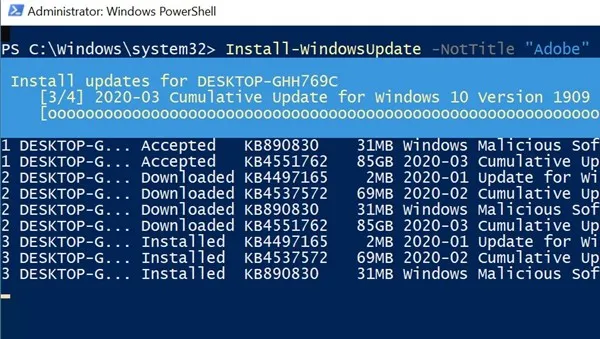 Administrator: Windows PowerShell
PS C:\Windows\system32> Install-WindowsUpdate -NotTitle "Adobe"
Install updates for DESKTOP-GHH769C
[3/4] 2020-03 Cumulative Update for Windows 10 Version 1909
[oooooooooooooooooooooooooooooooooooooooooooooooooooooooooo
1 DESKTOP-G... Accepted KB890830 31MB Windows Malicious Sof
1 DESKTOP-G... Accepted KB4551762 85GB 2020-03 Cumulative Up
2 DESKTOP-G... Downloaded KB4497165 2MB 2020-01 Update for Wi
2 DESKTOP-G... Downloaded KB4537572 69MB 2020-02 Cumulative Up
2 DESKTOP-G... Downloaded KB890830 31MB Windows Malicious Sof
2 DESKTOP-G... Downloaded KB4551762 85GB 2020-03 Cumulative Up
3 DESKTOP-G... Installed KB4497165 2MB 2020-01 Update for Wi
3 DESKTOP-G... Installed KB4537572 69MB 2020-02 Cumulative Up
3 DESKTOP-G... Installed KB890830 31MB Windows Malicious Sof